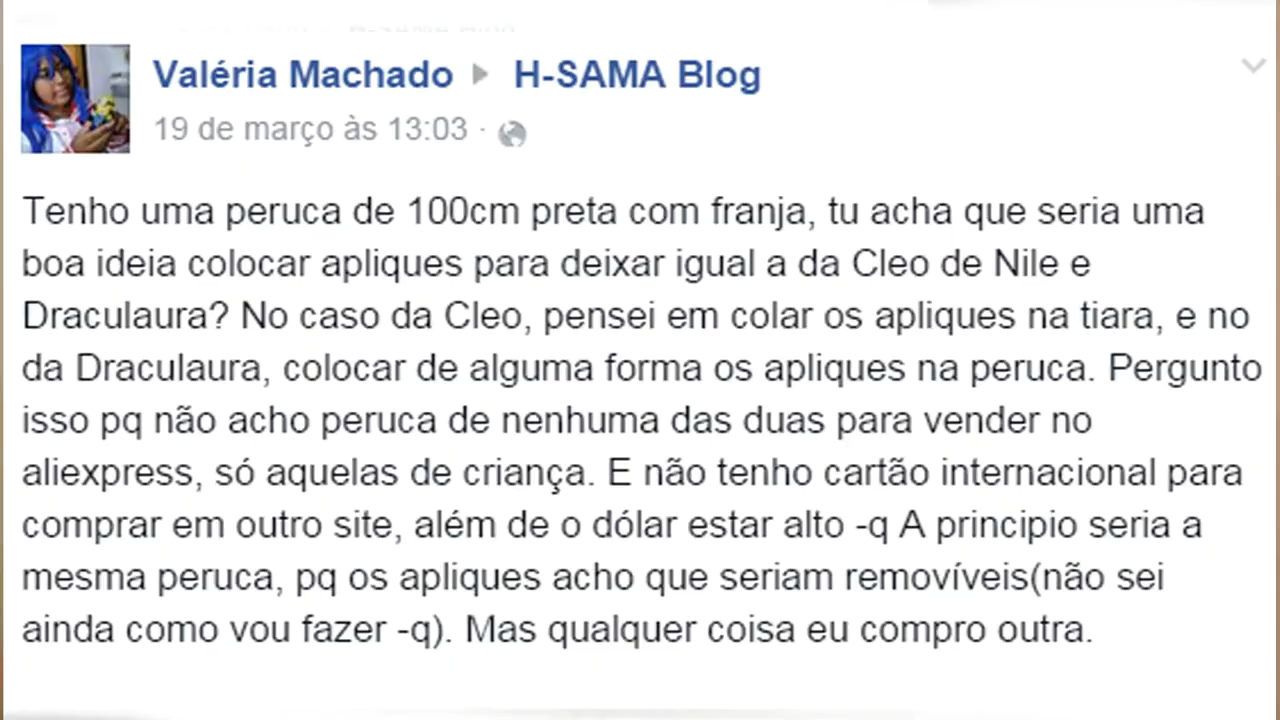 Valéria Machado ▸ H-SAMA Blog
19 de março às 13:03 ·
Tenho uma peruca de 100cm preta com franja, tu acha que seria uma
boa ideia colocar apliques para deixar igual a da Cleo de Nile e
Draculaura? No caso da Cleo, pensei em colar os apliques na tiara, e no
da Draculaura, colocar de alguma forma os apliques na peruca. Pergunto
isso pq não acho peruca de nenhuma das duas para vender no
aliexpress, só aquelas de criança. E não tenho cartão internacional para
comprar em outro site, além de o dólar estar alto -q A principio seria a
mesma peruca, pq os apliques acho que seriam removíveis(não sei
ainda como vou fazer -q). Mas qualquer coisa eu compro outra.